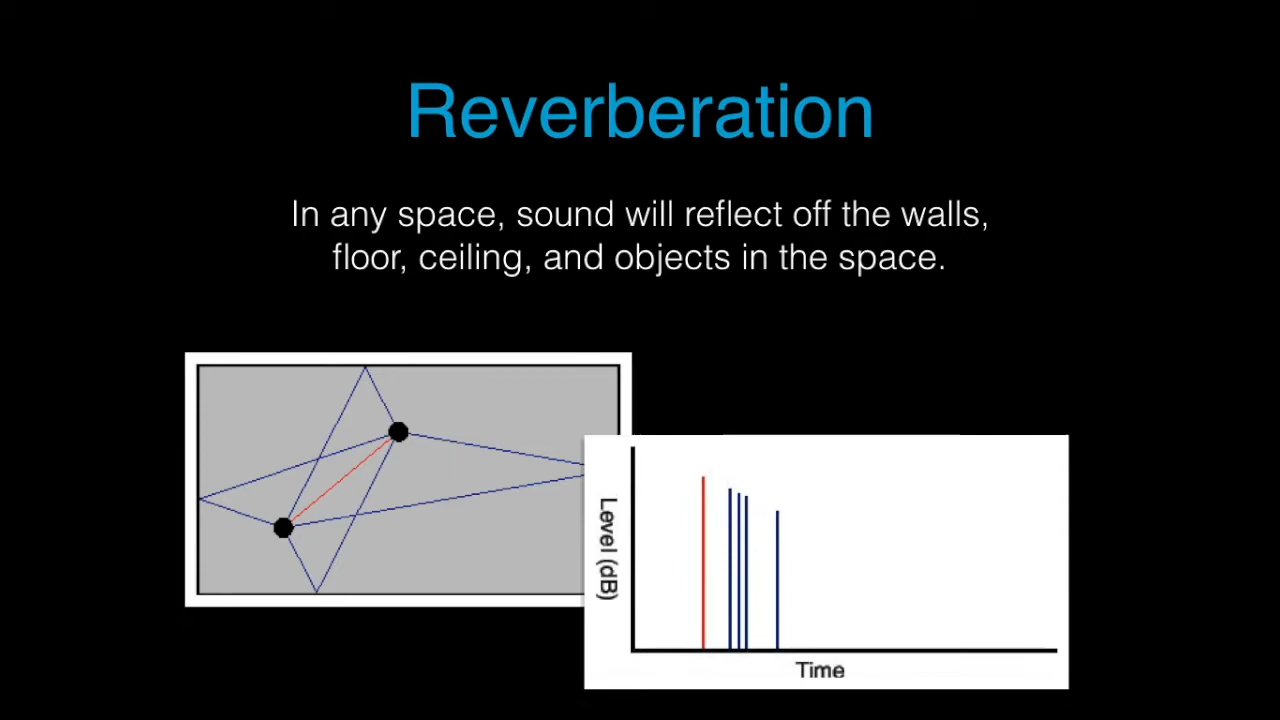 Reverberation
In any space, sound will reflect off the walls,
floor, ceiling, and objects in the space.
Level (dB)
Time